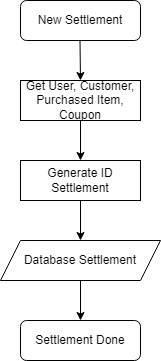 New Settlement
Get User, Customer,
Purchased Item,
Coupon
Generate ID
Settlement
Database Settlement
Settlement Done